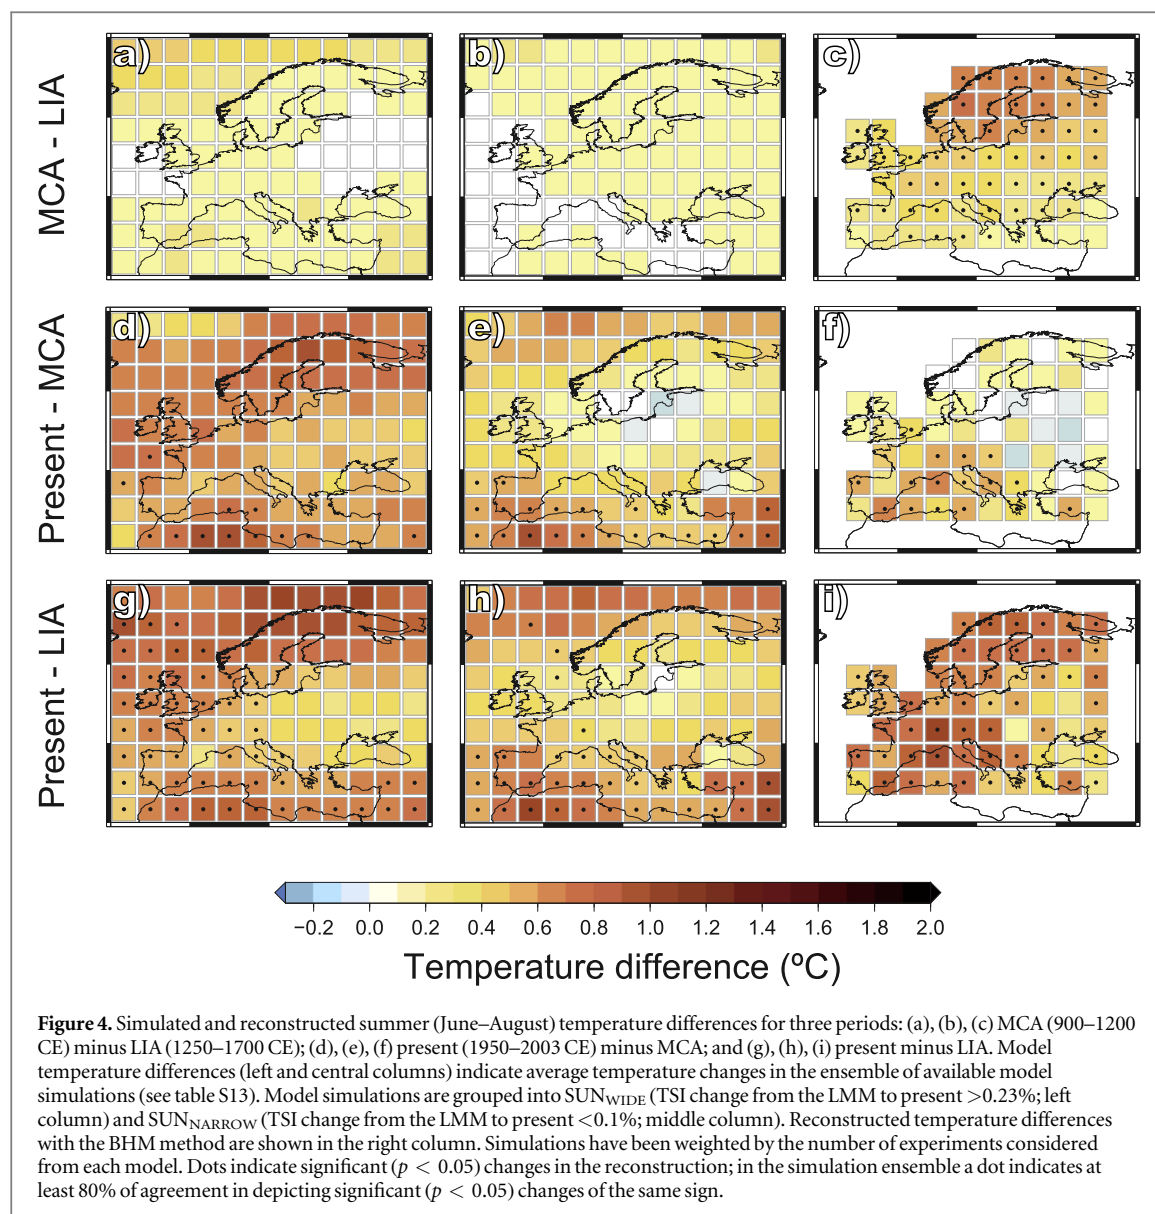 MCA - LIA
a)
b)
c)
Present - MCA
d)
e)
f)
Present - LIA
g)
h)
i)
−0.2 0.0 0.2 0.4 0.6 0.8 1.0 1.2 1.4 1.6 1.8 2.0
Temperature difference (ºC)
Figure 4. Simulated and reconstructed summer (June–August) temperature differences for three periods: (a), (b), (c) MCA (900–1200
CE) minus LIA (1250–1700 CE); (d), (e), (f) present (1950–2003 CE) minus MCA; and (g), (h), (i) present minus LIA. Model
temperature differences (left and central columns) indicate average temperature changes in the ensemble of available model
simulations (see table S13). Model simulations are grouped into SUNWIDE (TSI change from the LMM to present >0.23%; left
column) and SUNNARROW (TSI change from the LMM to present <0.1%; middle column). Reconstructed temperature differences
with the BHM method are shown in the right column. Simulations have been weighted by the number of experiments considered
from each model. Dots indicate significant (p < 0.05) changes in the reconstruction; in the simulation ensemble a dot indicates at
least 80% of agreement in depicting significant (p < 0.05) changes of the same sign.